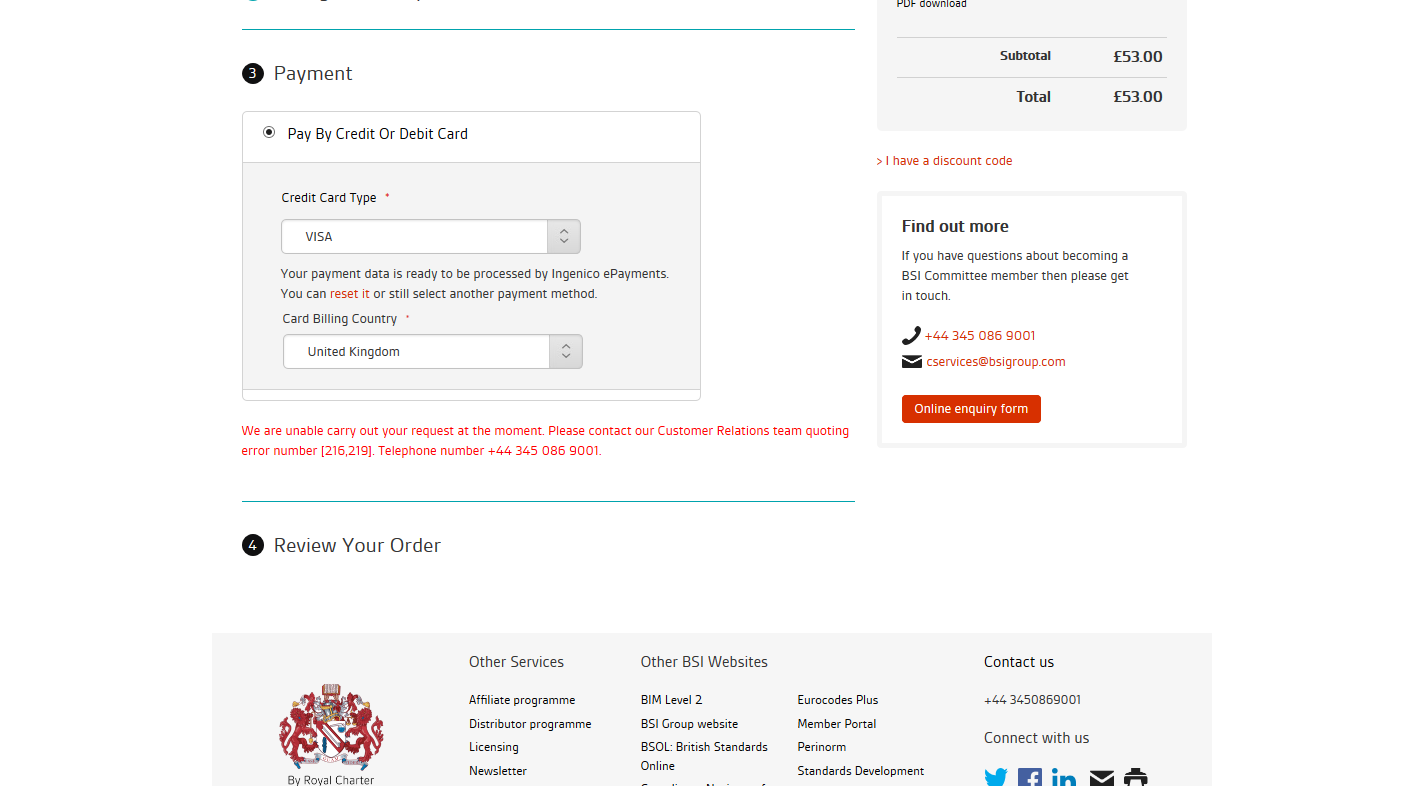 PDF download
Subtotal £53.00
Total £53.00
3 Payment
Pay By Credit Or Debit Card
Credit Card Type *
VISA
Your payment data is ready to be processed by Ingenico ePayments.
You can reset it or still select another payment method.
Card Billing Country *
United Kingdom
We are unable carry out your request at the moment. Please contact our Customer Relations team quoting
error number [216,219]. Telephone number +44 345 086 9001.
4 Review Your Order
> I have a discount code
Find out more
If you have questions about becoming a
BSI Committee member then please get
in touch.
+44 345 086 9001
cservices@bsigroup.com
Online enquiry form
By Royal Charter
Other Services
Affiliate programme
Distributor programme
Licensing
Newsletter
Other BSI Websites
BIM Level 2
BSI Group website
BSOL: British Standards
Online
Eurocodes Plus
Member Portal
Perinorm
Standards Development
Contact us
+44 3450869001
Connect with us